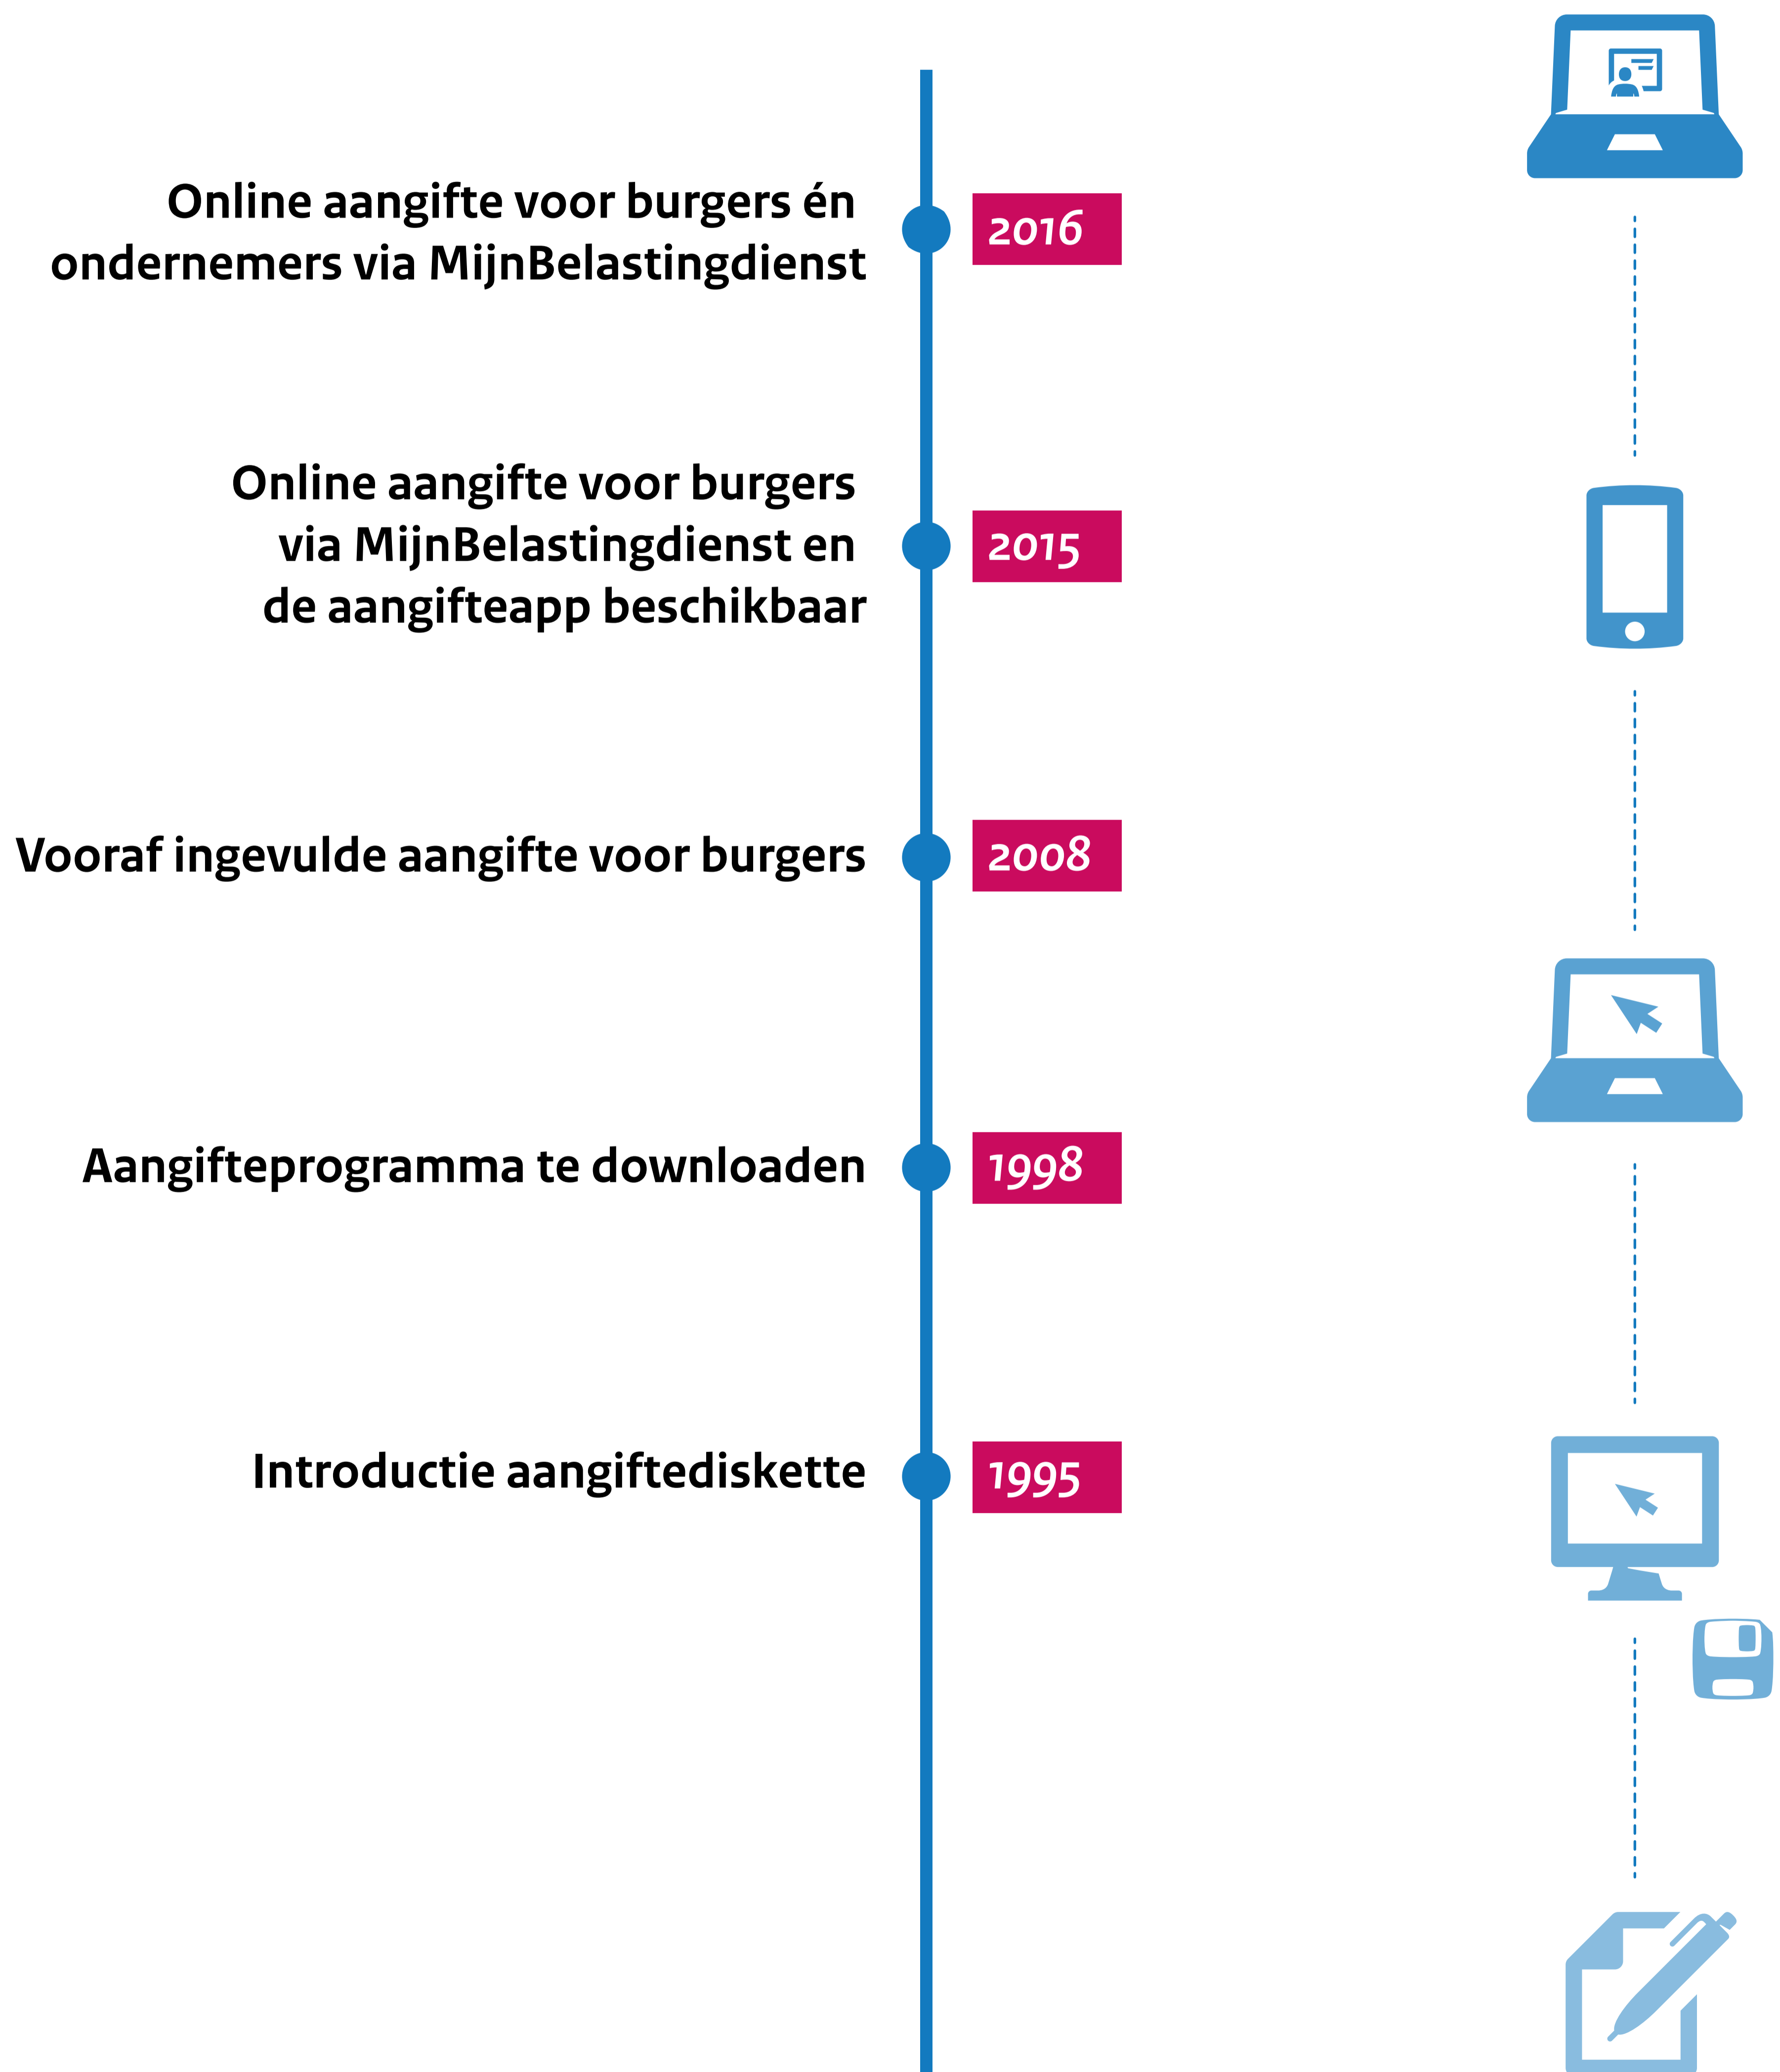 Online aangifte voor burgers én
ondernemers via MijnBelastingdienst
2016
Online aangifte voor burgers
via MijnBelastingdienst en
de aangifteapp beschikbaar
2015
Vooraf ingevulde aangifte voor burgers
2008
Aangifteprogramma te downloaden
1998
Introductie aangiftediskette
1995